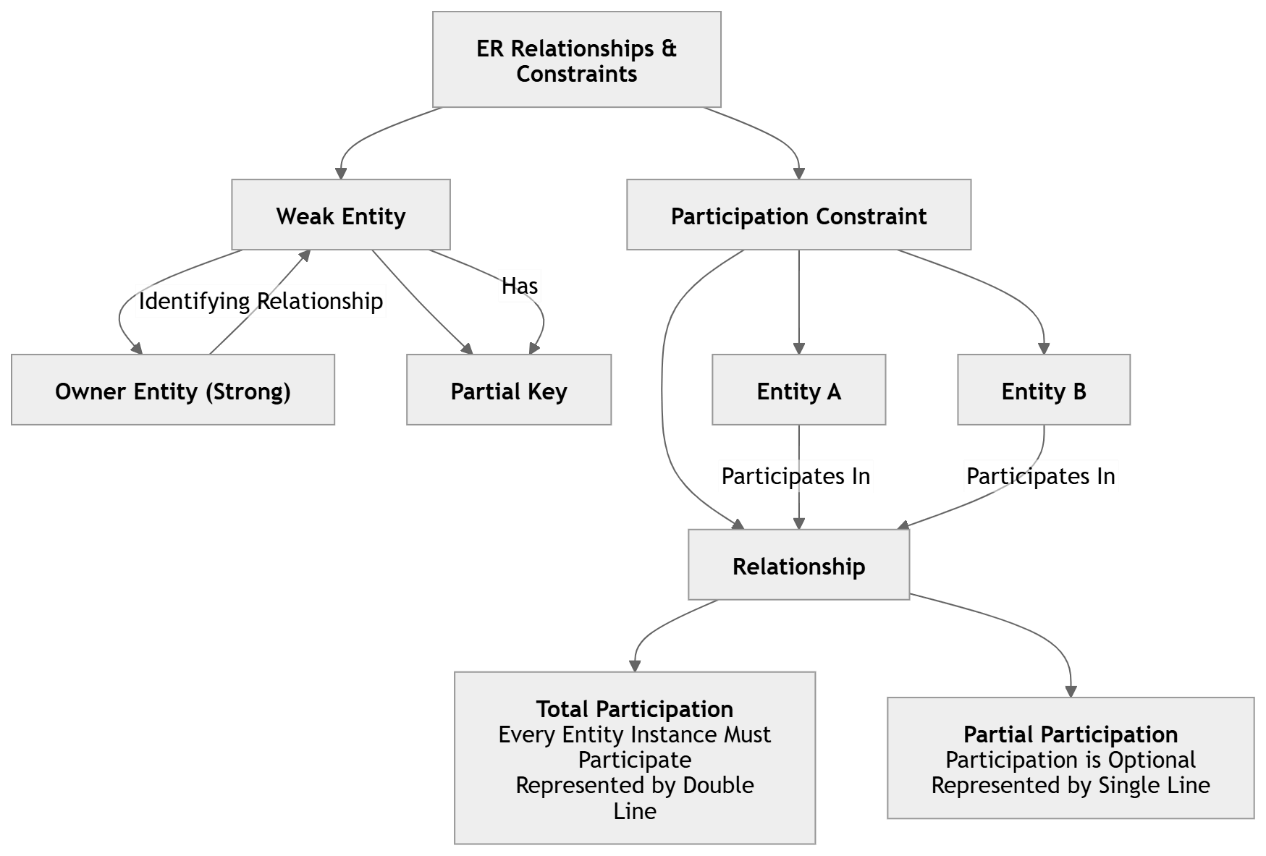 ER Relationships &
Constraints
Weak Entity
Participation Constraint
Has
Identifying Relationship
Owner Entity (Strong)
Partial Key
Entity A
Entity B
Participates In
Participates In
Relationship
Total Participation
Every Entity Instance Must
Participate
Represented by Double
Line
Partial Participation
Participation is Optional
Represented by Single Line